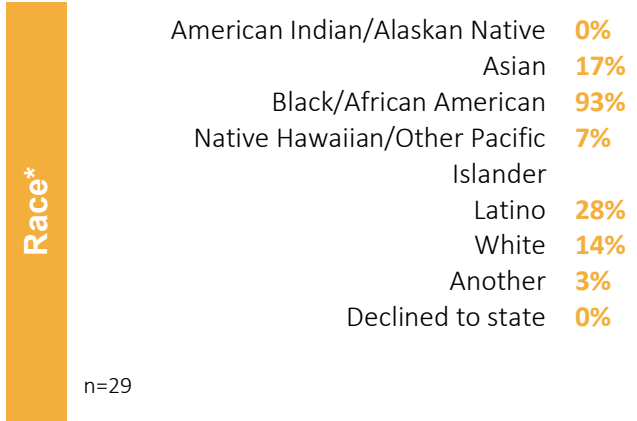 Race*
American Indian/Alaskan Native 0%
Asian 17%
Black/African American 93%
Native Hawaiian/Other Pacific 7%
Islander
Latino 28%
White 14%
Another 3%
Declined to state 0%
n=29